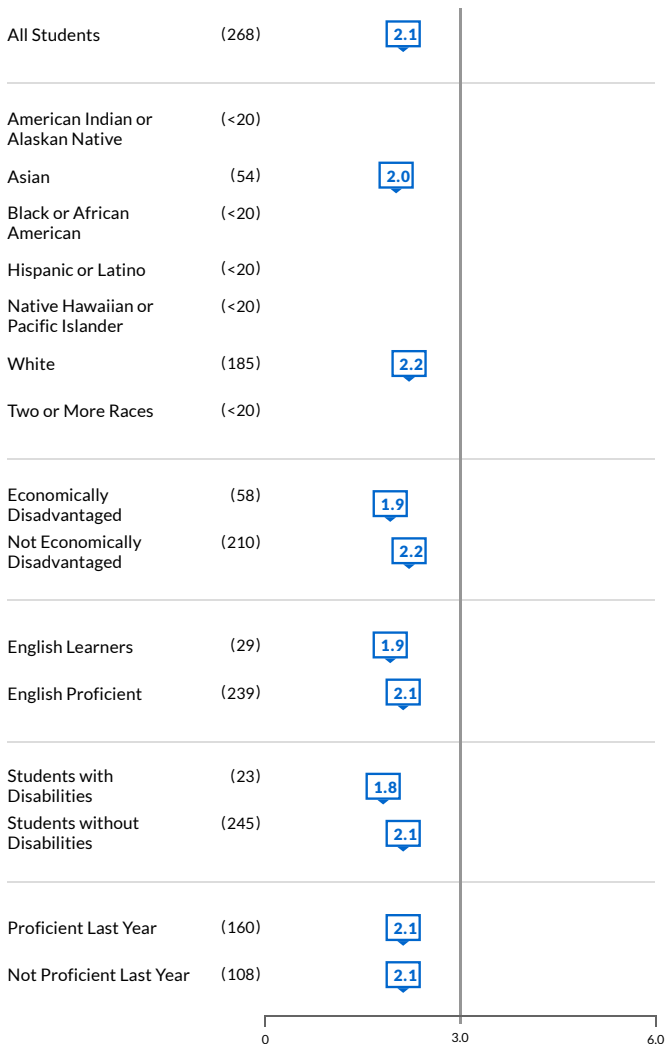 All Students (268) 2.1
American Indian or (<20)
Alaskan Native
Asian (54) 2.0
Black or African (<20)
American
Hispanic or Latino (<20)
Native Hawaiian or (<20)
Pacific Islander
White (185) 2.2
Two or More Races (<20)
Economically (58) 1.9
Disadvantaged
Not Economically (210) 2.2
Disadvantaged
English Learners (29) 1.9
English Proficient (239) 2.1
Students with (23) 1.8
Disabilities
Students without (245) 2.1
Disabilities
Proficient Last Year (160) 2.1
Not Proficient Last Year (108) 2.1
0 3.0 6.0